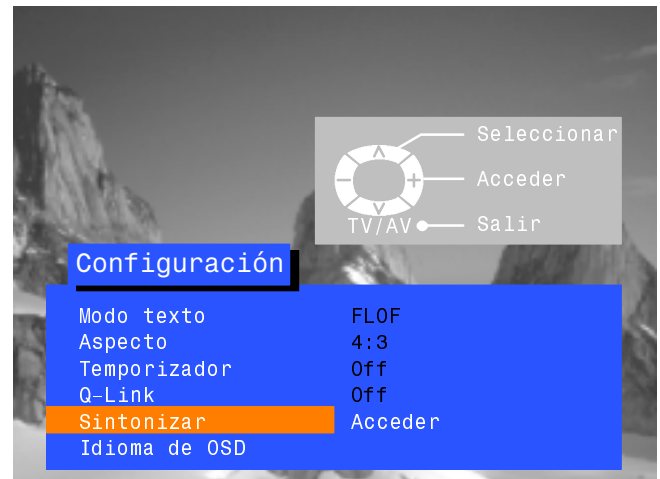 Seleccionar
Acceder
TV/AV Salir
Configuración
Modo texto FLOF
Aspecto 4:3
Temporizador Off
Q-Link Off
Sintonizar Acceder
Idioma de OSD